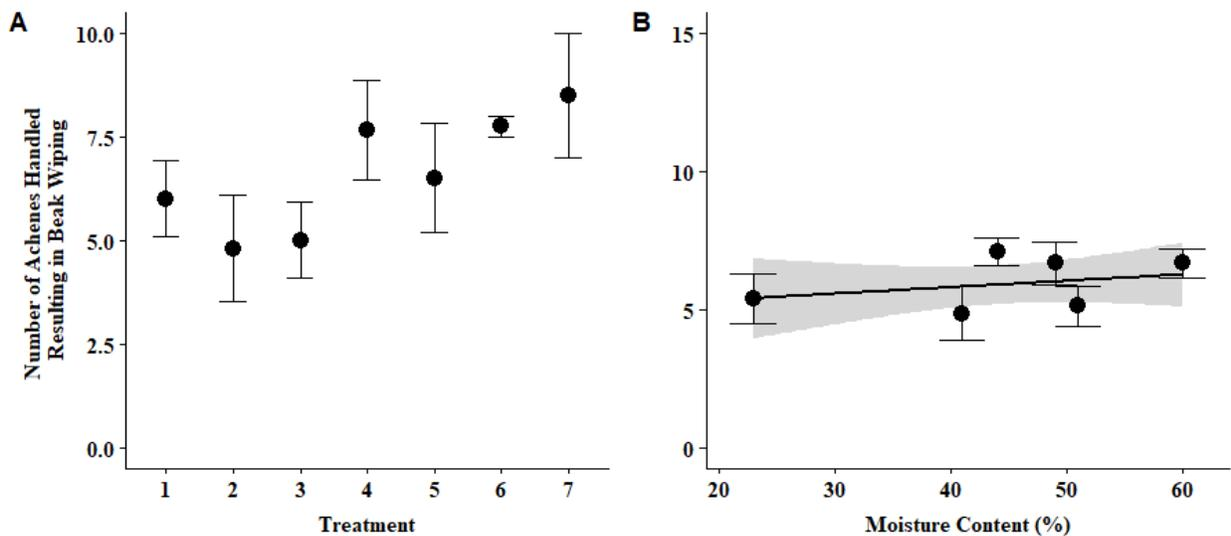 A
Number of Achenes Handled
Resulting in Beak Wiping
10.0
7.5
5.0
2.5
0.0
1 2 3 4 5 6 7
Treatment
B
15
10
5
0
20 30 40 50 60
Moisture Content (%)